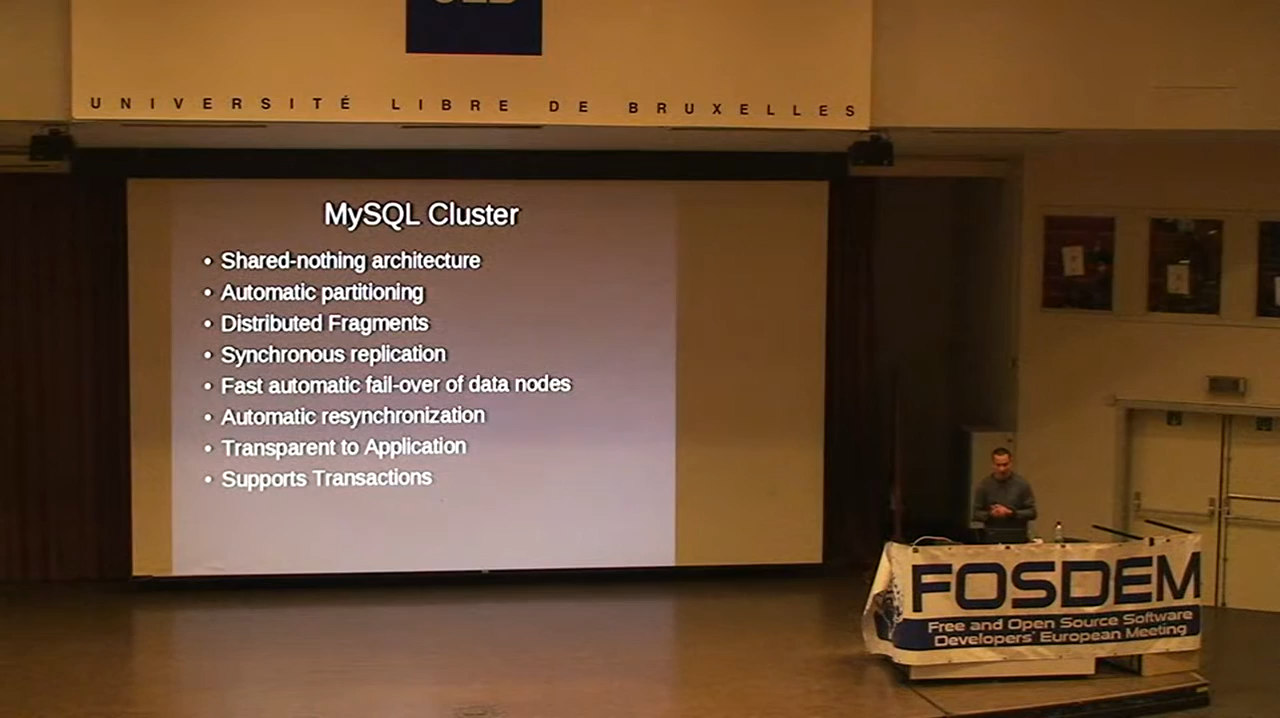 UNIVERSITÉ LIBRE DE BRUXELLES
MySQL Cluster
• Shared-nothing architecture
• Automatic partitioning
• Distributed Fragments
• Synchronous replication
• Fast automatic fail-over of data nodes
• Automatic resynchronization
• Transparent to Application
• Supports Transactions
FOSDEM
Free and Open Source Software
Developers' European Meeting